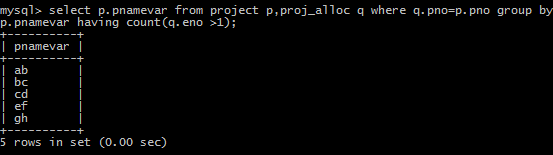 mysql> select p.pnamevar from project p,proj_alloc q where q.pno=p.pno group by
p.pnamevar having count(q.eno >1);
+----------+
| pnamevar |
+----------+
| ab       |
| bc       |
| cd       |
| ef       |
| gh       |
+----------+
5 rows in set (0.00 sec)